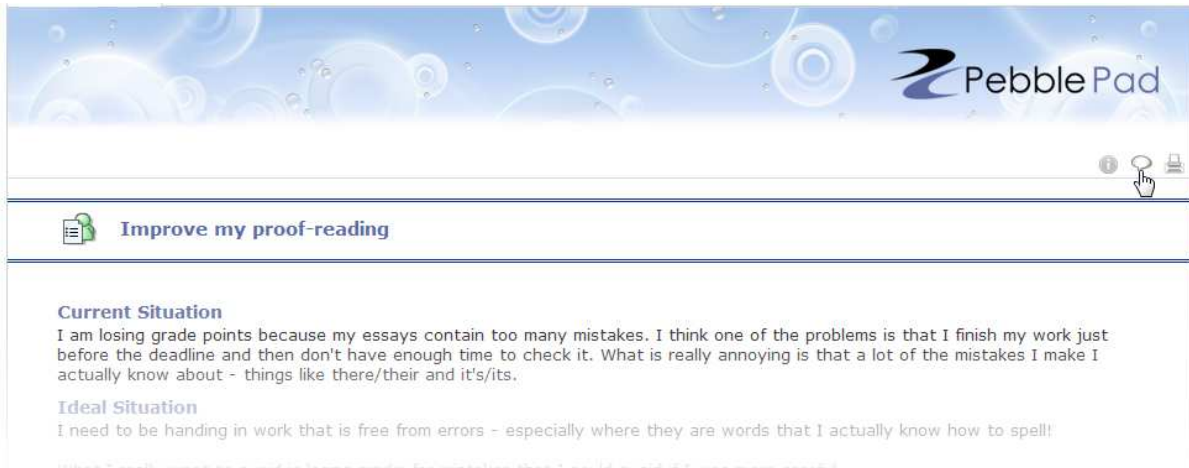 PebblePad
Improve my proof-reading
Current Situation
I am losing grade points because my essays contain too many mistakes. I think one of the problems is that I finish my work just
before the deadline and then don't have enough time to check it. What is really annoying is that a lot of the mistakes I make I
actually know about - things like there/their and it's/its.
Ideal Situation
I need to be handing in work that is free from errors - especially where they are words that I actually know how to spell!